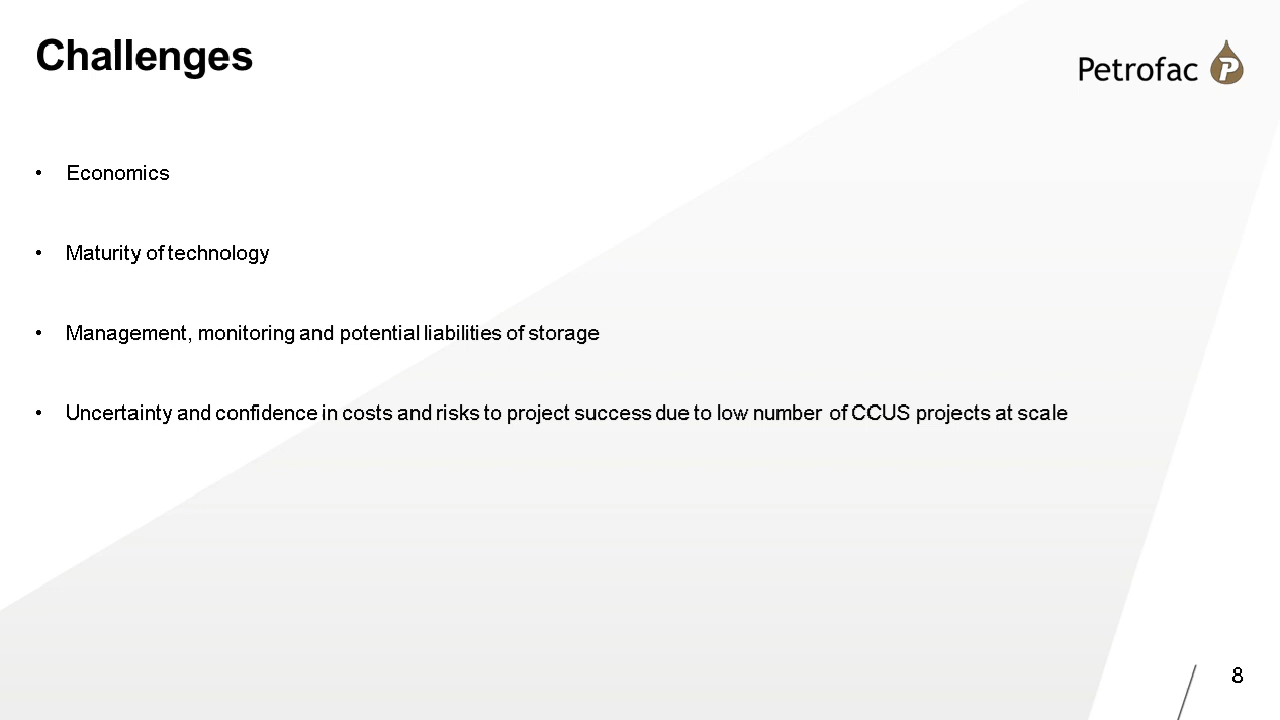 Challenges
Petrofac
• Economics
• Maturity of technology
• Management, monitoring and potential liabilities of storage
• Uncertainty and confidence in costs and risks to project success due to low number of CCUS projects at scale
8